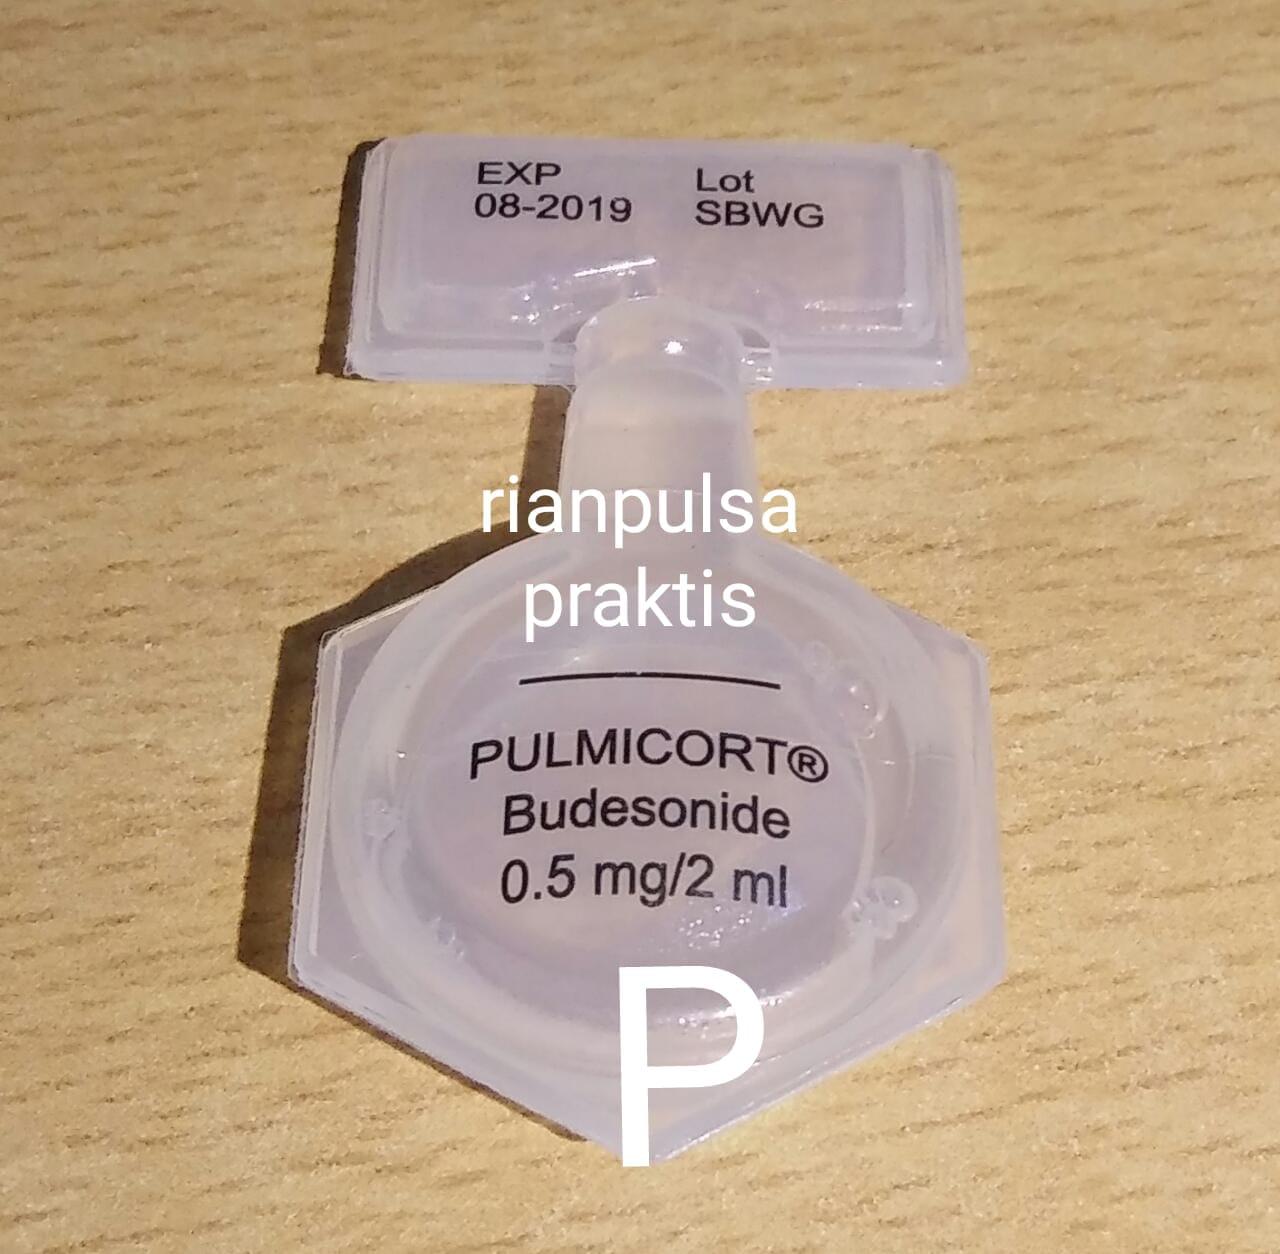 EXP
08-2019
Lot
SBWG
rianpulsa
praktis
PULMICORT®
Budesonide
0.5 mg/2 ml
P